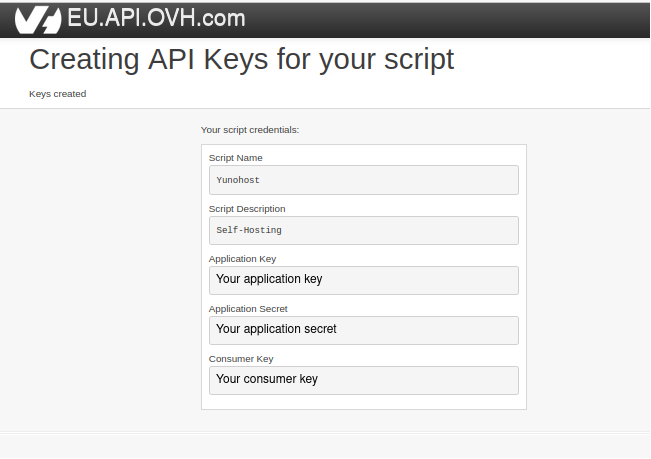 EU.API.OVH.com
Creating API Keys for your script
Keys created
Your script credentials:
Script Name
Yunohost
Script Description
Self-Hosting
Application Key
Your application key
Application Secret
Your application secret
Consumer Key
Your consumer key